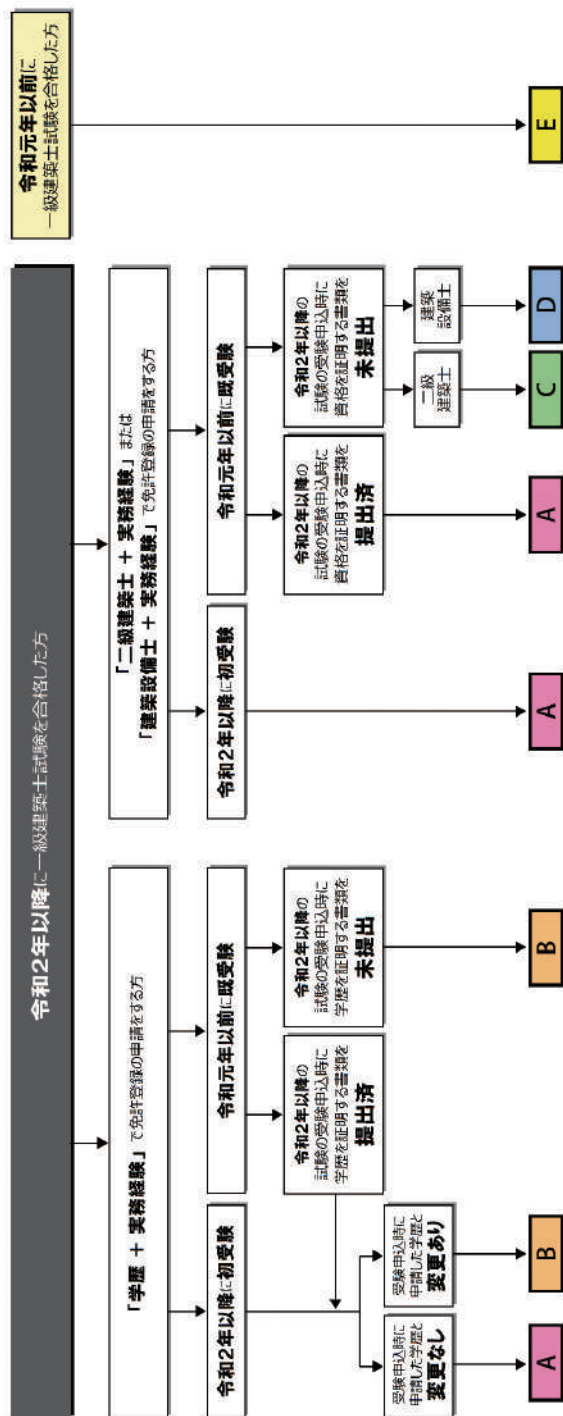 令和2年以降に一級建築士試験を合格した方
令和元年以前に
一級建築士試験を合格した方
「学歴 + 実務経験」で免許登録の申請をする方
「二級建築士 + 実務経験」または
「建築設備士 + 実務経験」で免許登録の申請をする方
令和2年以降に初受験
令和元年以前に既受験
令和2年以降に初受験
令和元年以前に既受験
令和2年以降の
試験の受験申込時に
学歴を証明する書類を
提出済
令和2年以降の
試験の受験申込時に
学歴を証明する書類を
未提出
令和2年以降の
試験の受験申込時に
資格を証明する書類を
提出済
令和2年以降の
試験の受験申込時に
資格を証明する書類を
未提出
受験申込時に
申請した学歴と
変更なし
受験申込時に
申請した学歴と
変更あり
二級
建築士
建築
設備士
A
B
B
A
A
C
D
E